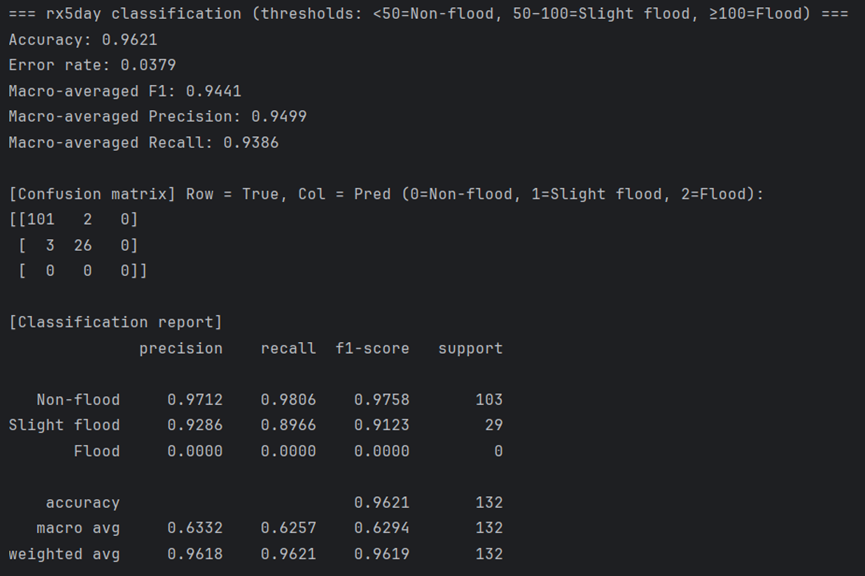 === rx5day classification (thresholds: <50=Non-flood, 50–100=Slight flood, ≥100=Flood) ===
Accuracy: 0.9621
Error rate: 0.0379
Macro-averaged F1: 0.9441
Macro-averaged Precision: 0.9499
Macro-averaged Recall: 0.9386
[Confusion matrix] Row = True, Col = Pred (0=Non-flood, 1=Slight flood, 2=Flood):
[[101   2   0]
 [  3  26   0]
 [  0   0   0]]
[Classification report]
              precision    recall  f1-score   support
   Non-flood     0.9712    0.9806    0.9758       103
Slight flood     0.9286    0.8966    0.9123        29
       Flood     0.0000    0.0000    0.0000         0
    accuracy                         0.9621       132
   macro avg     0.6332    0.6257    0.6294       132
weighted avg     0.9618    0.9621    0.9619       132